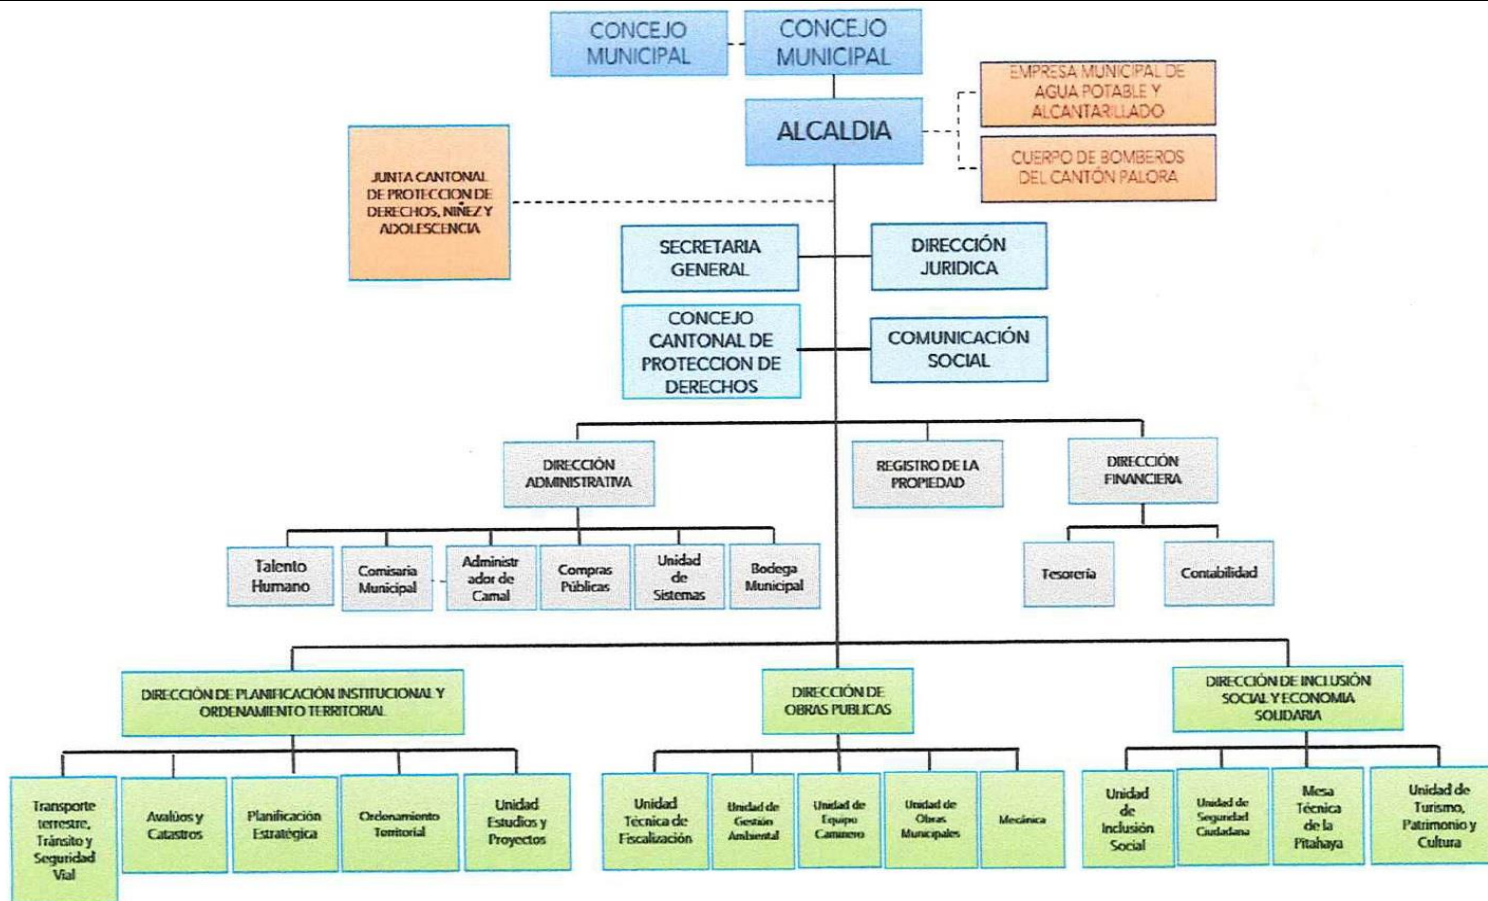 CONCEJO
MUNICIPAL
CONCEJO
MUNICIPAL
EMPRESA MUNICIPAL DE
AGUA POTABLE Y
ALCANTARILLADO
ALCALDIA
CUERPO DE BOMBEROS
DEL CANTÓN PALORA
JUNTA CANTONAL
DE PROTECCION DE
DERECHOS, NIÑEZ Y
ADOLESCENCIA
SECRETARIA
GENERAL
DIRECCIÓN
JURIDICA
CONCEJO
CANTONAL DE
PROTECCION DE
DERECHOS
COMUNICACIÓN
SOCIAL
DIRECCIÓN
ADMINISTRATIVA
REGISTRO DE LA
PROPIEDAD
DIRECCIÓN
FINANCIERA
Talento
Humano
Comisaria
Municipal
Administr
ador de
Camal
Compras
Públicas
Unidad
de
Sistemas
Bodega
Municipal
Tesorería
Contabilidad
DIRECCIÓN DE PLANIFICACIÓN INSTITUCIONAL Y
ORDENAMIENTO TERRITORIAL
DIRECCIÓN DE
OBRAS PUBLICAS
DIRECCIÓN DE INCLUSIÓN
SOCIAL Y ECONOMIA
SOLIDARIA
Transporte
terrestre,
Tránsito y
Seguridad
Vial
Avalúos y
Catastros
Planificación
Estratégica
Ordenamiento
Territorial
Unidad
Estudios y
Proyectos
Unidad
Técnica de
Fiscalización
Unidad de
Gestión
Ambiental
Unidad de
Equipo
Caminero
Unidad de
Obras
Municipales
Mecánica
Unidad
de
Inclusión
Social
Unidad de
Seguridad
Ciudadana
Mesa
Técnica
de la
Pitahaya
Unidad de
Turismo,
Patrimonio y
Cultura